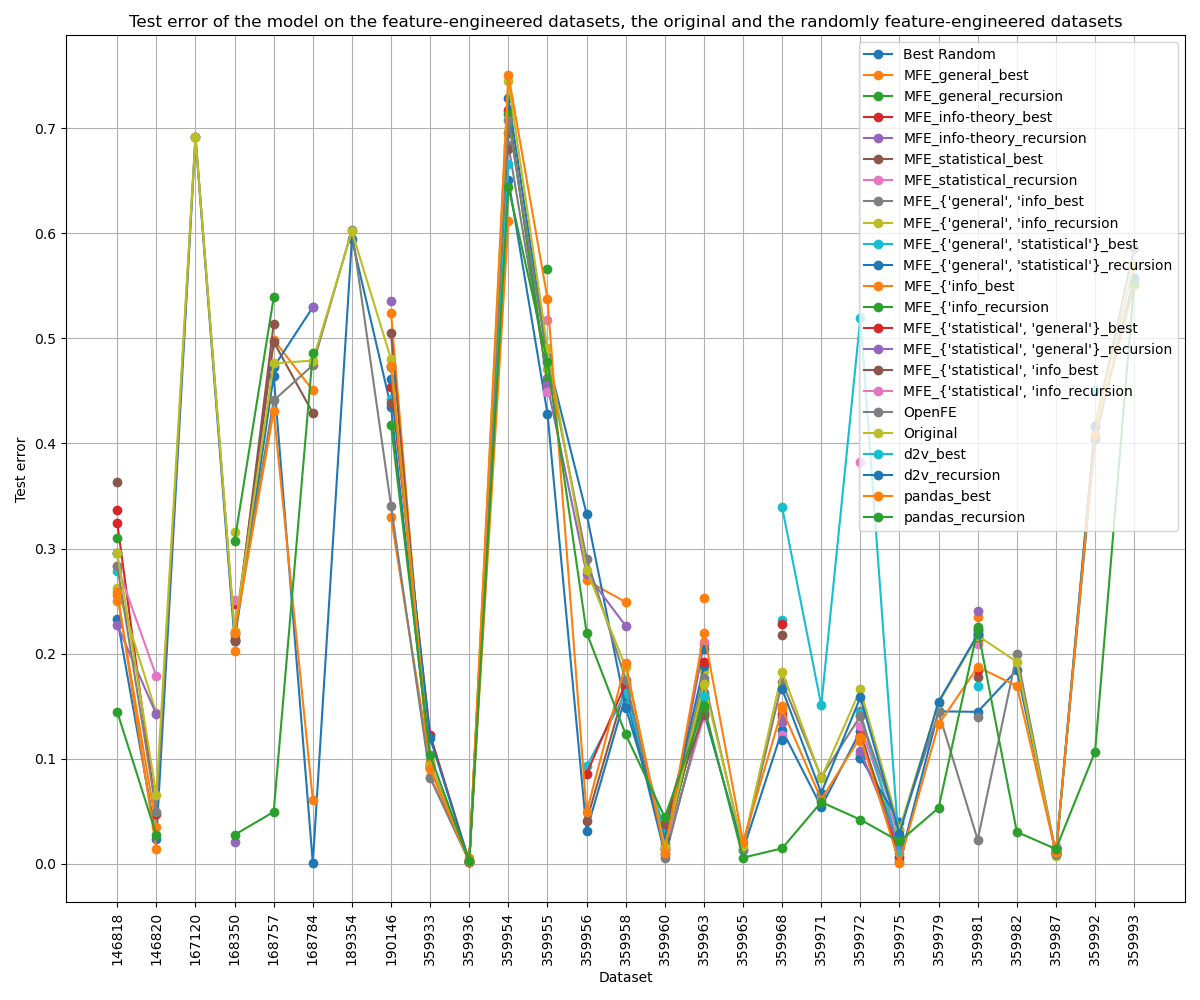 Test error of the model on the feature-engineered datasets, the original and the randomly feature-engineered datasets
Test error
0.7
0.6
0.5
0.4
0.3
0.2
0.1
0.0
Best Random
MFE_general_best
MFE_general_recursion
MFE_info-theory_best
MFE_info-theory_recursion
MFE_statistical_best
MFE_statistical_recursion
MFE_{'general', 'info_best
MFE_{'general', 'info_recursion
MFE_{'general', 'statistical'}_best
MFE_{'general', 'statistical'}_recursion
MFE_{'info_best
MFE_{'info_recursion
MFE_{'statistical', 'general'}_best
MFE_{'statistical', 'general'}_recursion
MFE_{'statistical', 'info_best
MFE_{'statistical', 'info_recursion
OpenFE
Original
d2v_best
d2v_recursion
pandas_best
pandas_recursion
146818
146820
167120
168350
168757
168784
189354
190146
359933
359936
359954
359955
359956
359958
359960
359963
359965
359968
359971
359972
359975
359979
359981
359982
359987
359992
359993
Dataset